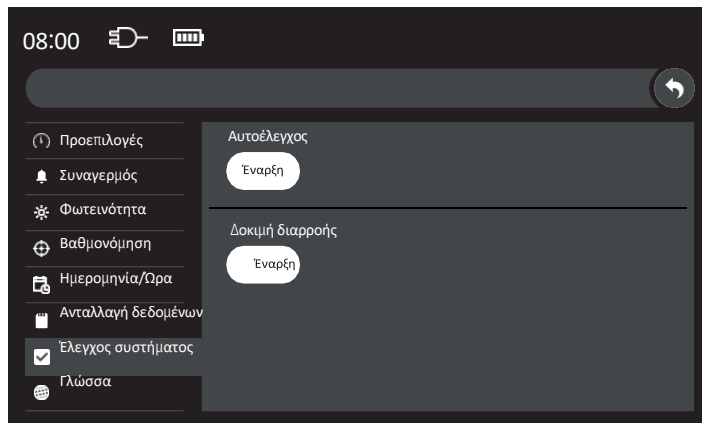 08:00
Προεπιλογές
Συναγερμός
Φωτεινότητα
Βαθμονόμηση
Ημερομηνία/Ώρα
Ανταλλαγή δεδομένων
Έλεγχος συστήματος
Γλώσσα
Αυτοέλεγχος
Έναρξη
Δοκιμή διαρροής
Έναρξη